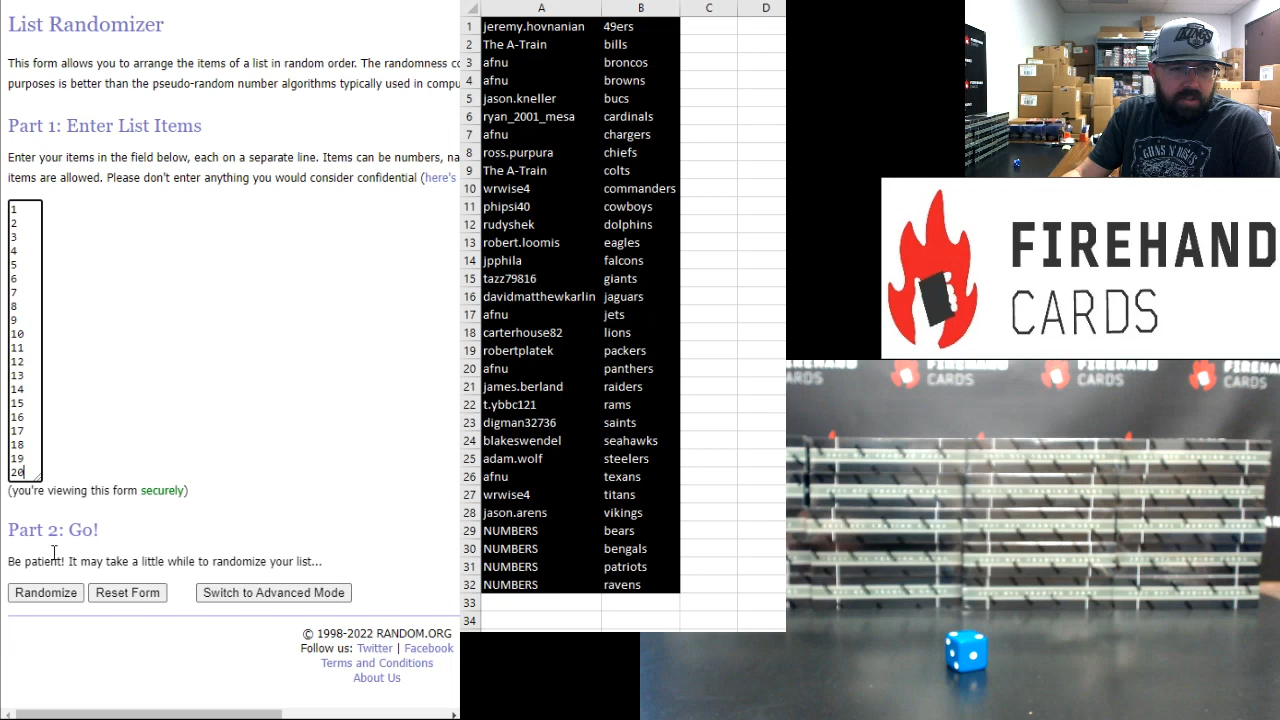 List Randomizer
This form allows you to arrange the items of a list in random order. The randomness co
purposes is better than the pseudo-random number algorithms typically used in compu
Part 1: Enter List Items
Enter your items in the field below, each on a separate line. Items can be numbers, na
items are allowed. Please don't enter anything you would consider confidential (here's
1
2
3
4
5
6
7
8
9
10
11
12
13
14
15
16
17
18
19
20
(you're viewing this form securely)
Part 2: Go!
Be patient! It may take a little while to randomize your list...
Randomize Reset Form Switch to Advanced Mode
© 1998-2022 RANDOM.ORG
Follow us: Twitter | Facebook
Terms and Conditions
About Us
A B C D
1 jeremy.hovnanian 49ers
2 The A-Train bills
3 afnu broncos
4 afnu browns
5 jason.kneller bucs
6 ryan_2001_mesa cardinals
7 afnu chargers
8 ross.purpura chiefs
9 The A-Train colts
10 wrwise4 commanders
11 phipsi40 cowboys
12 rudyshek dolphins
13 robert.loomis eagles
14 jpphila falcons
15 tazz79816 giants
16 davidmatthewkarlin jaguars
17 afnu jets
18 carterhouse82 lions
19 robertplatek packers
20 afnu panthers
21 james.berland raiders
22 t.ybbc121 rams
23 digman32736 saints
24 blakeswendel seahawks
25 adam.wolf steelers
26 afnu texans
27 wrwise4 titans
28 jason.arens vikings
29 NUMBERS bears
30 NUMBERS bengals
31 NUMBERS patriots
32 NUMBERS ravens
33
34
KINGS
GUNS N' ROSES
FIREHAND
CARDS
FIREHAND
CARDS
FIREHAND
CARDS
FIREHAND
CARDS